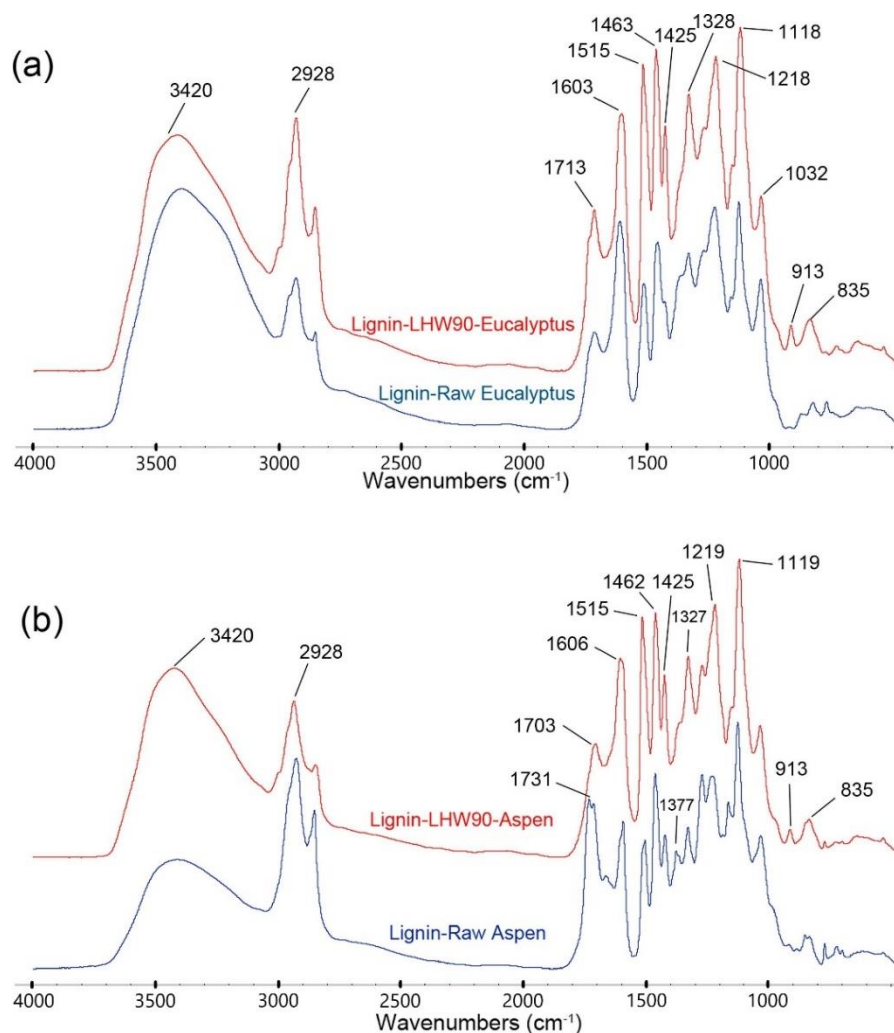 (a)
3420
2928
1713
1603
1515
1463
1425
1328
1118
1218
1032
913
835
Lignin-LHW90-Eucalyptus
Lignin-Raw Eucalyptus
4000 3500 3000 2500 2000 1500 1000
Wavenumbers (cm⁻¹)
(b)
3420
2928
1731
1703
1606
1515
1462
1425
1377
1327
1219
1119
913
835
Lignin-LHW90-Aspen
Lignin-Raw Aspen
4000 3500 3000 2500 2000 1500 1000
Wavenumbers (cm⁻¹)